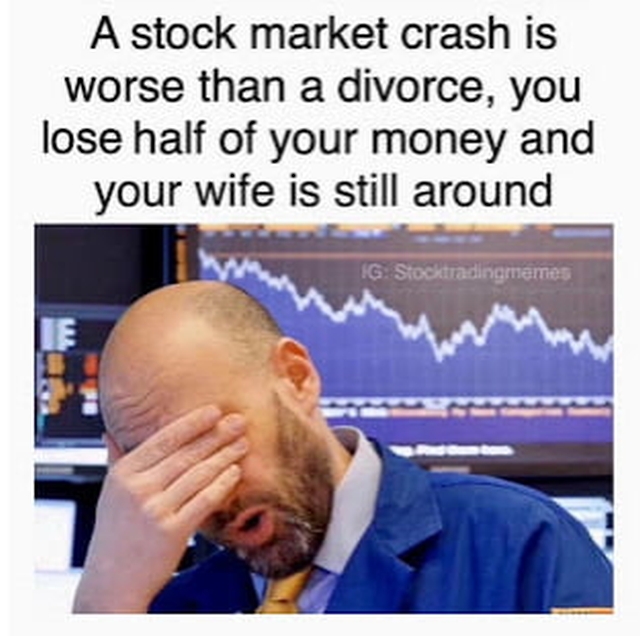 A stock market crash is
worse than a divorce, you
lose half of your money and
your wife is still around
IG: Stocktradingmemes